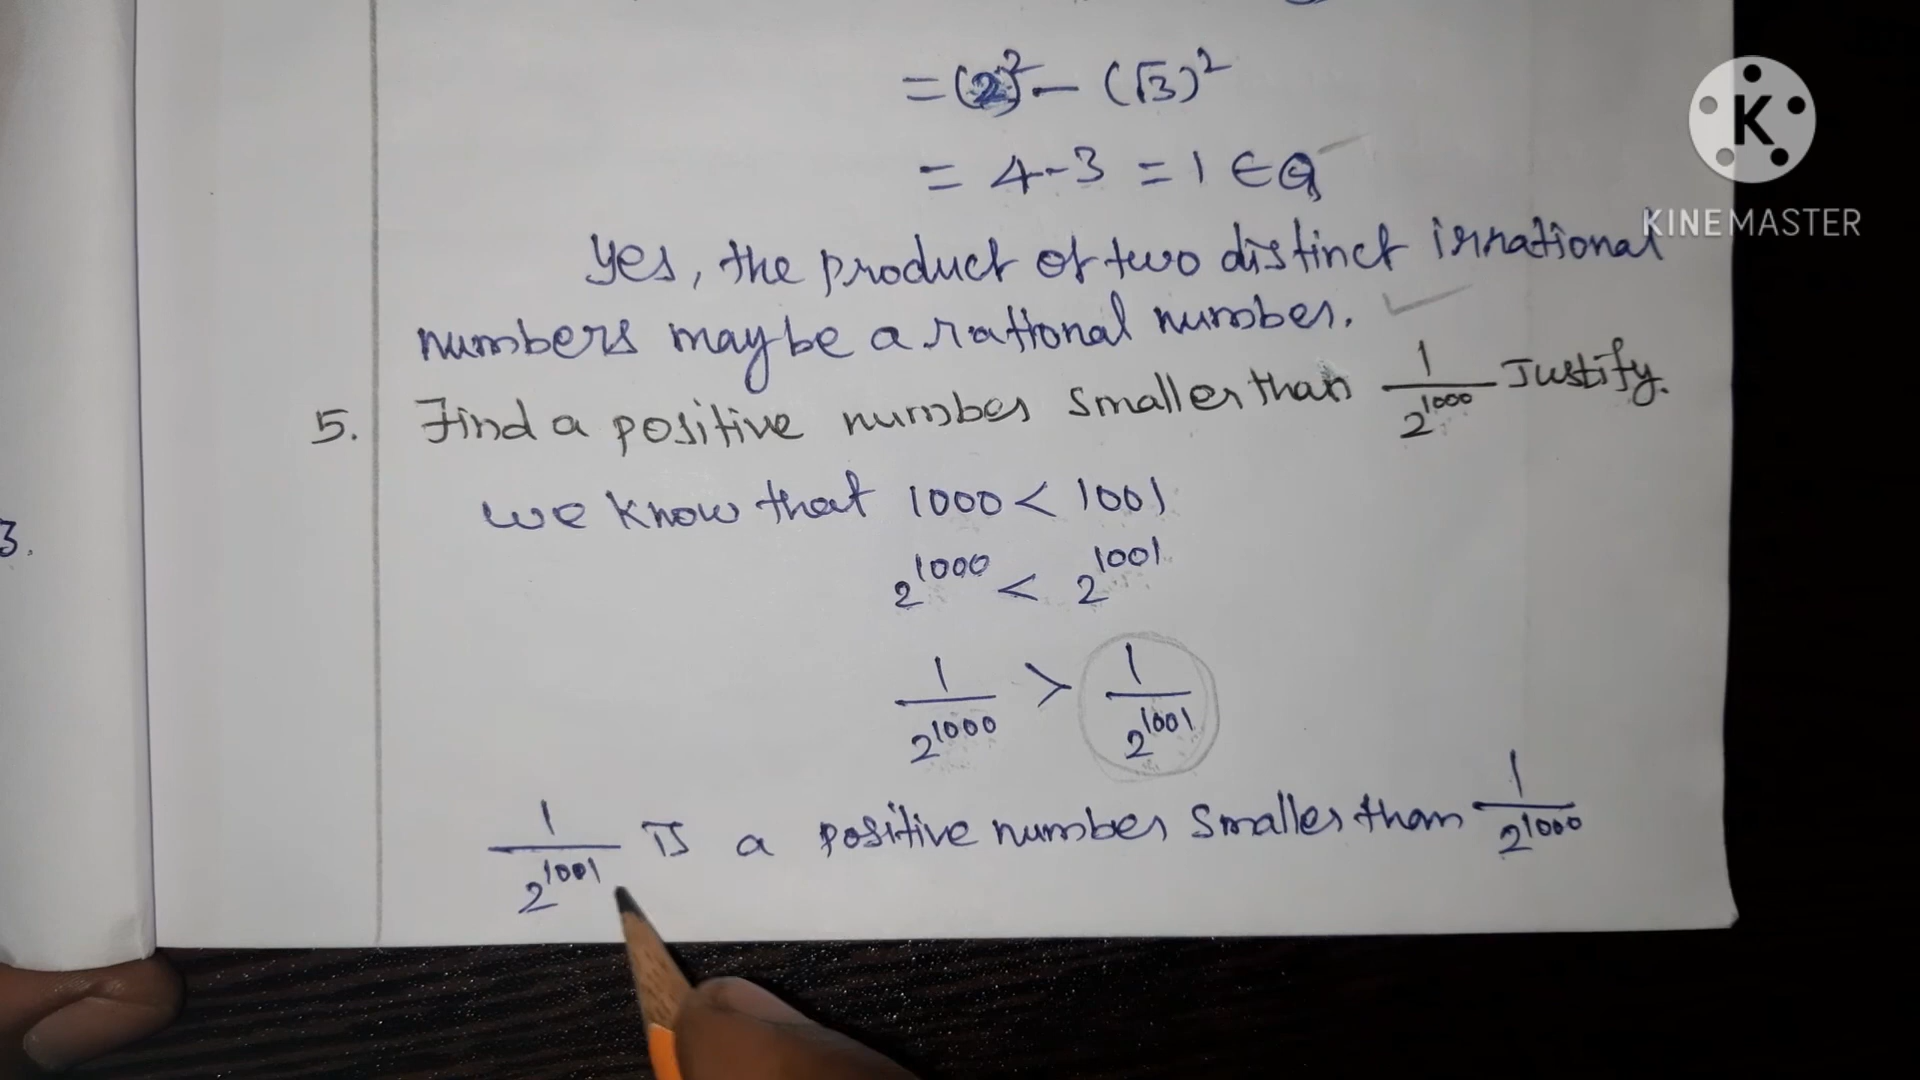 = (2)² - (√3)²
= 4-3 = 1 ∈ Q
KINEMASTER
Yes, the product of two distinct irrational
numbers may be a rational number.
5. Find a positive number smaller than 1/2^1000 Justify.
we know that 1000 < 1001
3.
2^1000 < 2^1001
1/2^1000 > 1/2^1001
1/2^1001 is a positive number smaller than 1/2^1000